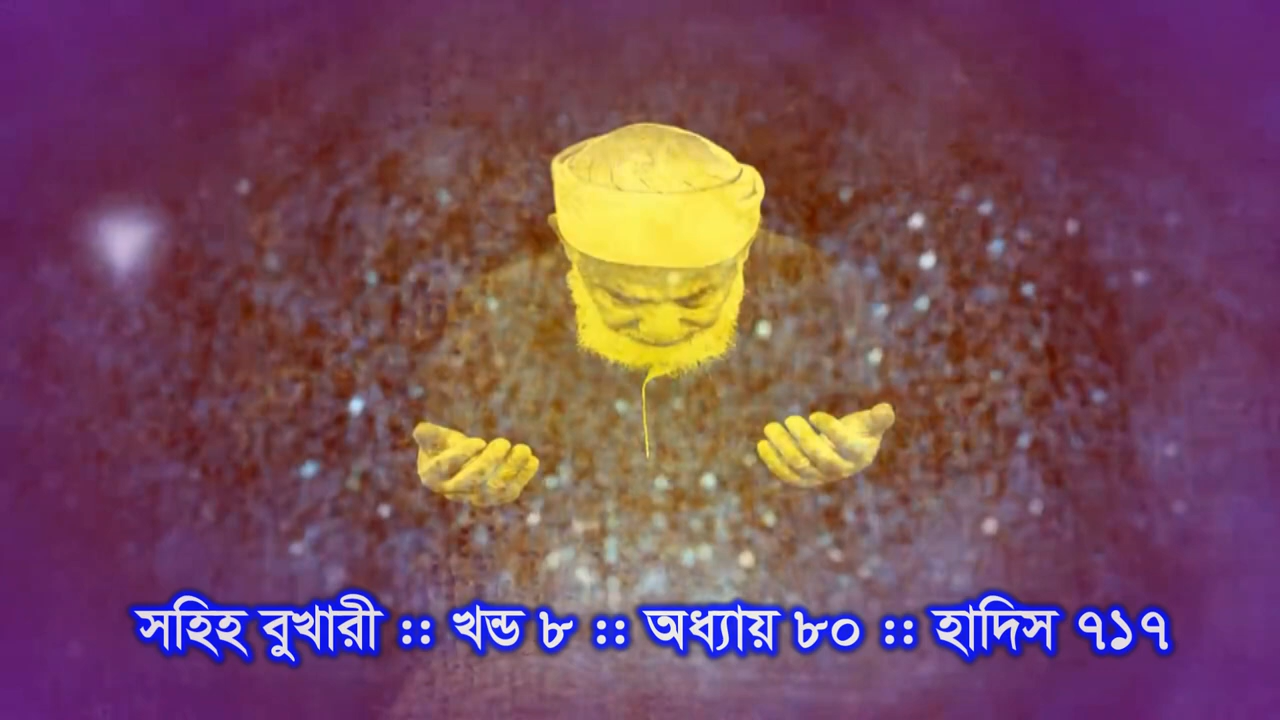 সহিহ বুখারী :: খন্ড ৮ :: অধ্যায় ৮০ :: হাদিস ৭১৭